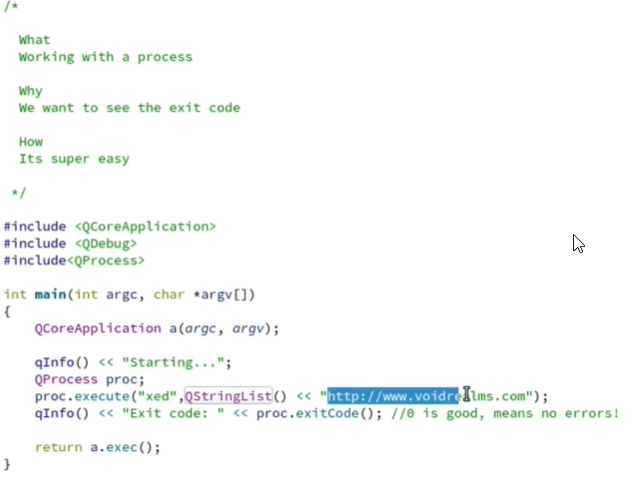 /*
What
Working with a process
Why
We want to see the exit code
How
Its super easy
*/
#include <QCoreApplication>
#include <QDebug>
#include<QProcess>
int main(int argc, char *argv[])
{
QCoreApplication a(argc, argv);
qInfo() << "Starting...";
QProcess proc;
proc.execute("xed",QStringList() << "http://www.voidrealms.com");
qInfo() << "Exit code: " << proc.exitCode(); //0 is good, means no errors!
return a.exec();
}